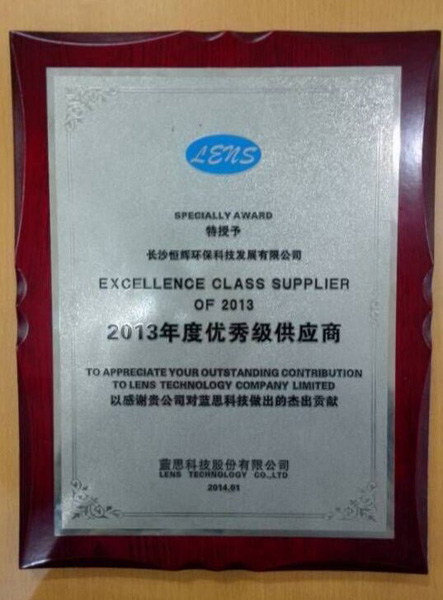 LENS
SPECIALLY AWARD
特授予
长沙恒辉环保科技发展有限公司
EXCELLENCE CLASS SUPPLIER
OF 2013
2013年度优秀级供应商
TO APPRECIATE YOUR OUTSTANDING CONTRIBUTION
TO LENS TECHNOLOGY COMPANY LIMITED
以感谢贵公司对蓝思科技做出的杰出贡献
蓝思科技股份有限公司
LENS TECHNOLOGY CO.,LTD.
2014.01